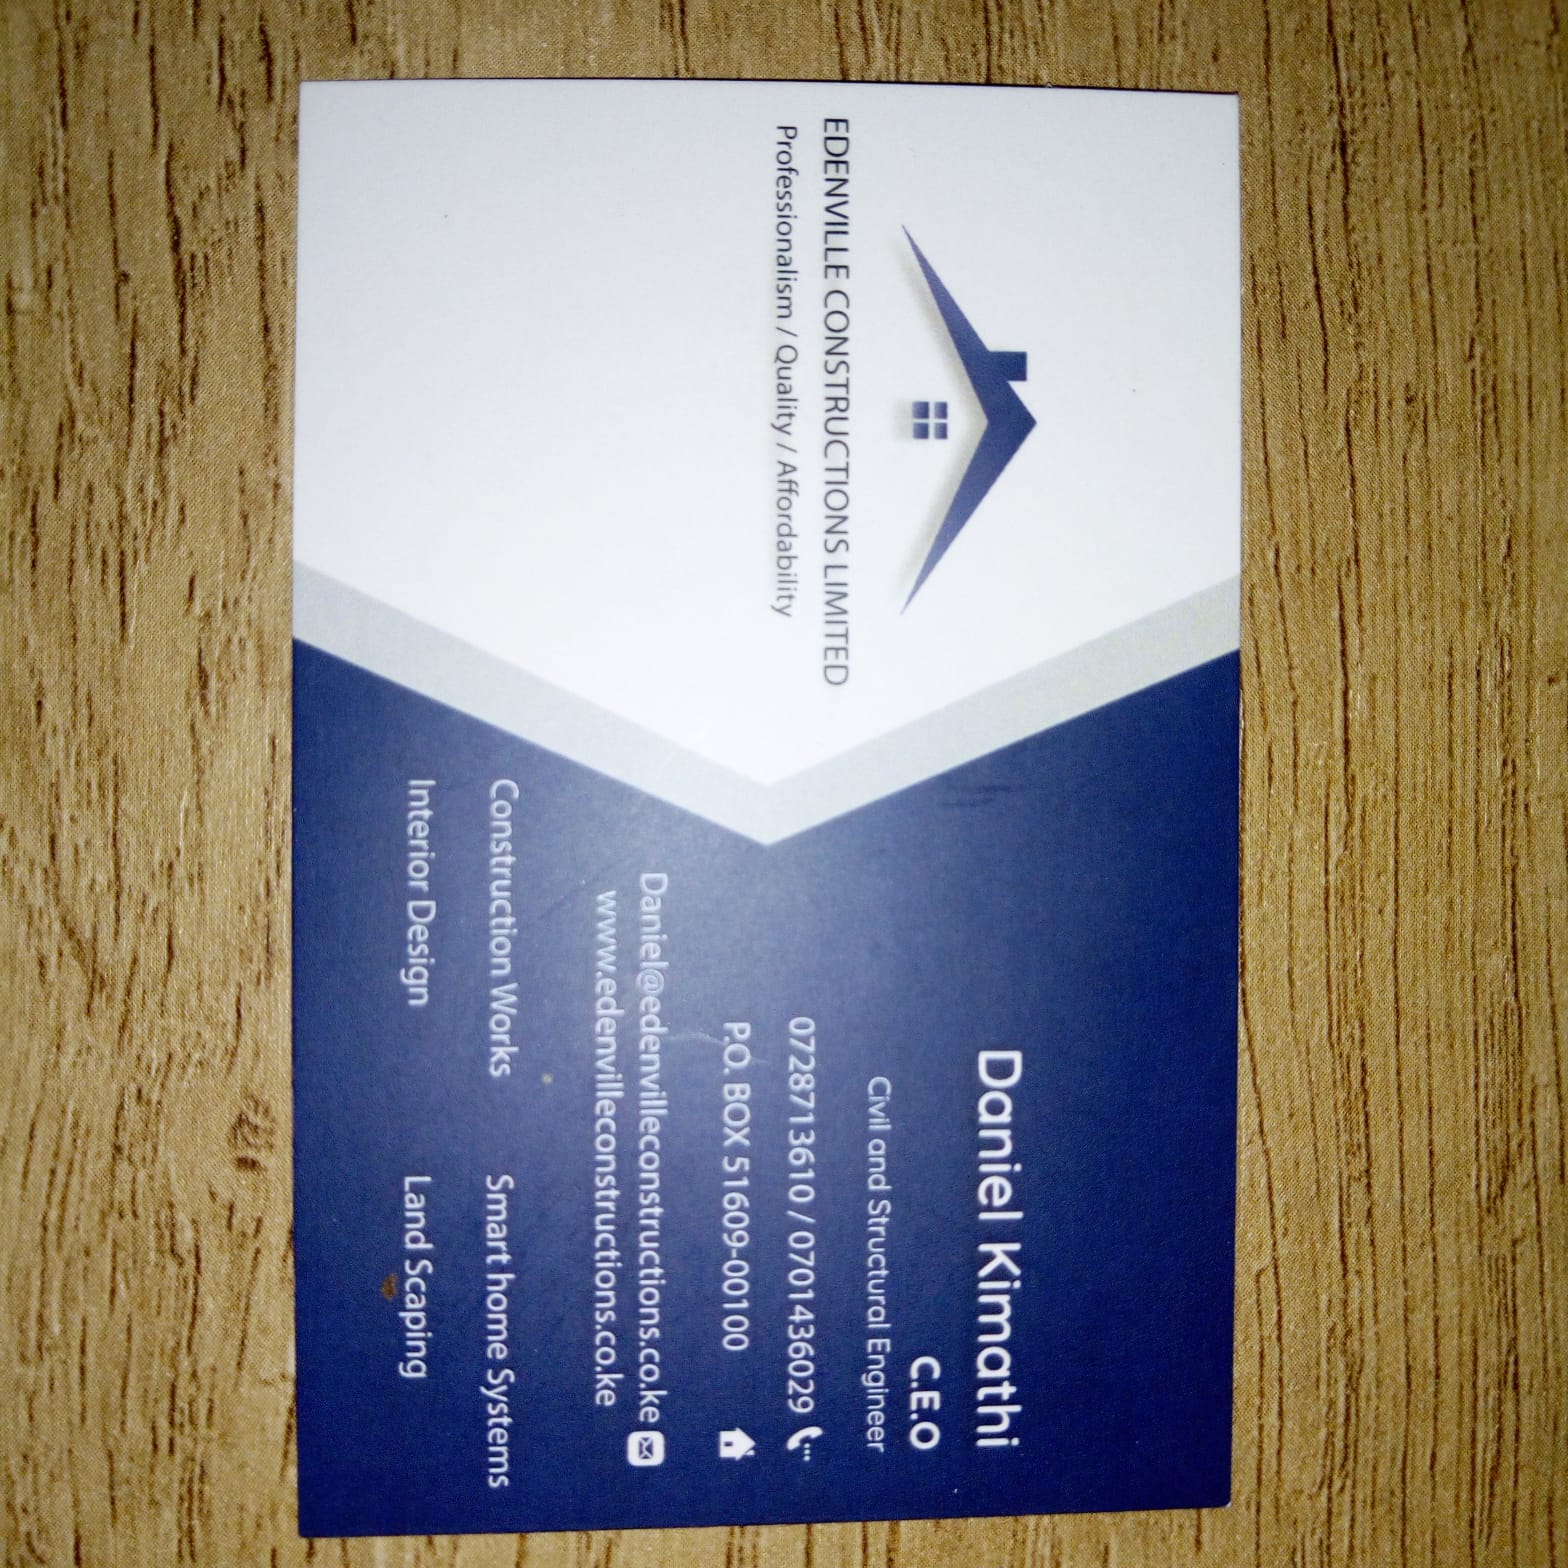 EDENVILLE CONSTRUCTIONS LIMITED
Professionalism / Quality / Affordability
Daniel Kimathi
C.E.O
Civil and Structural Engineer
0728713610 / 0701436029
P.O. BOX 51609-00100
Daniel@edenvilleconstructions.co.ke
www.edenvilleconstructions.co.ke
Construction Works Smart home Systems
Interior Design Land Scaping